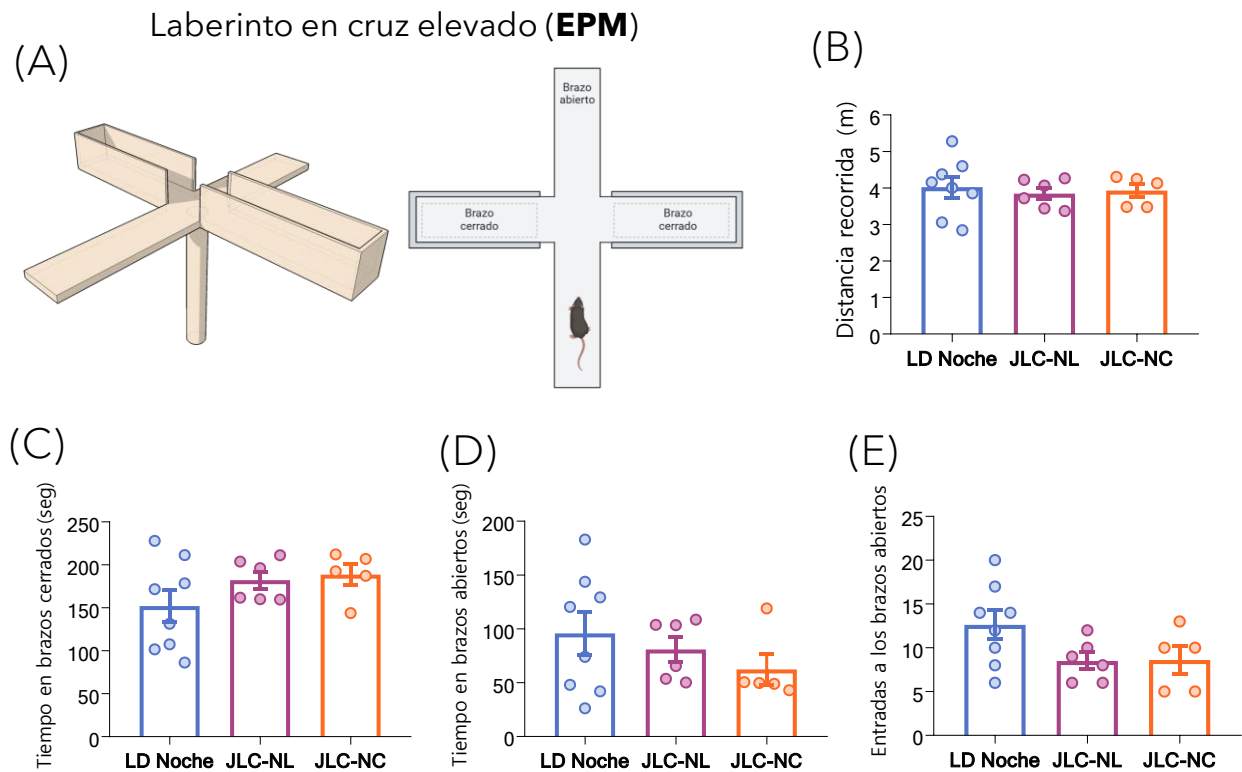 Laberinto en cruz elevado (EPM)
(A)
Brazo
abierto
Brazo
cerrado
Brazo
cerrado
(B)
Distancia recorrida (m)
6
5
4
3
2
1
0
LD Noche JLC-NL JLC-NC
(C)
Tiempo en brazos cerrados (seg)
250
200
150
100
50
0
LD Noche JLC-NL JLC-NC
(D)
Tiempo en brazos abiertos (seg)
200
150
100
50
0
LD Noche JLC-NL JLC-NC
(E)
Entradas a los brazos abiertos
25
20
15
10
5
0
LD Noche JLC-NL JLC-NC